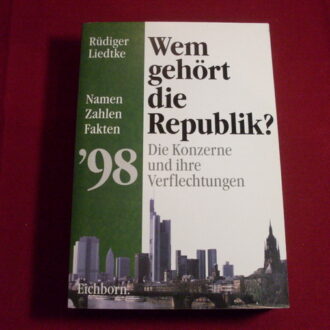 Rüdiger
Liedtke
Wem
gehört
die
Republik?
Namen
Zahlen
Fakten
'98
Die Konzerne
und ihre
Verflechtungen
Eichborn.